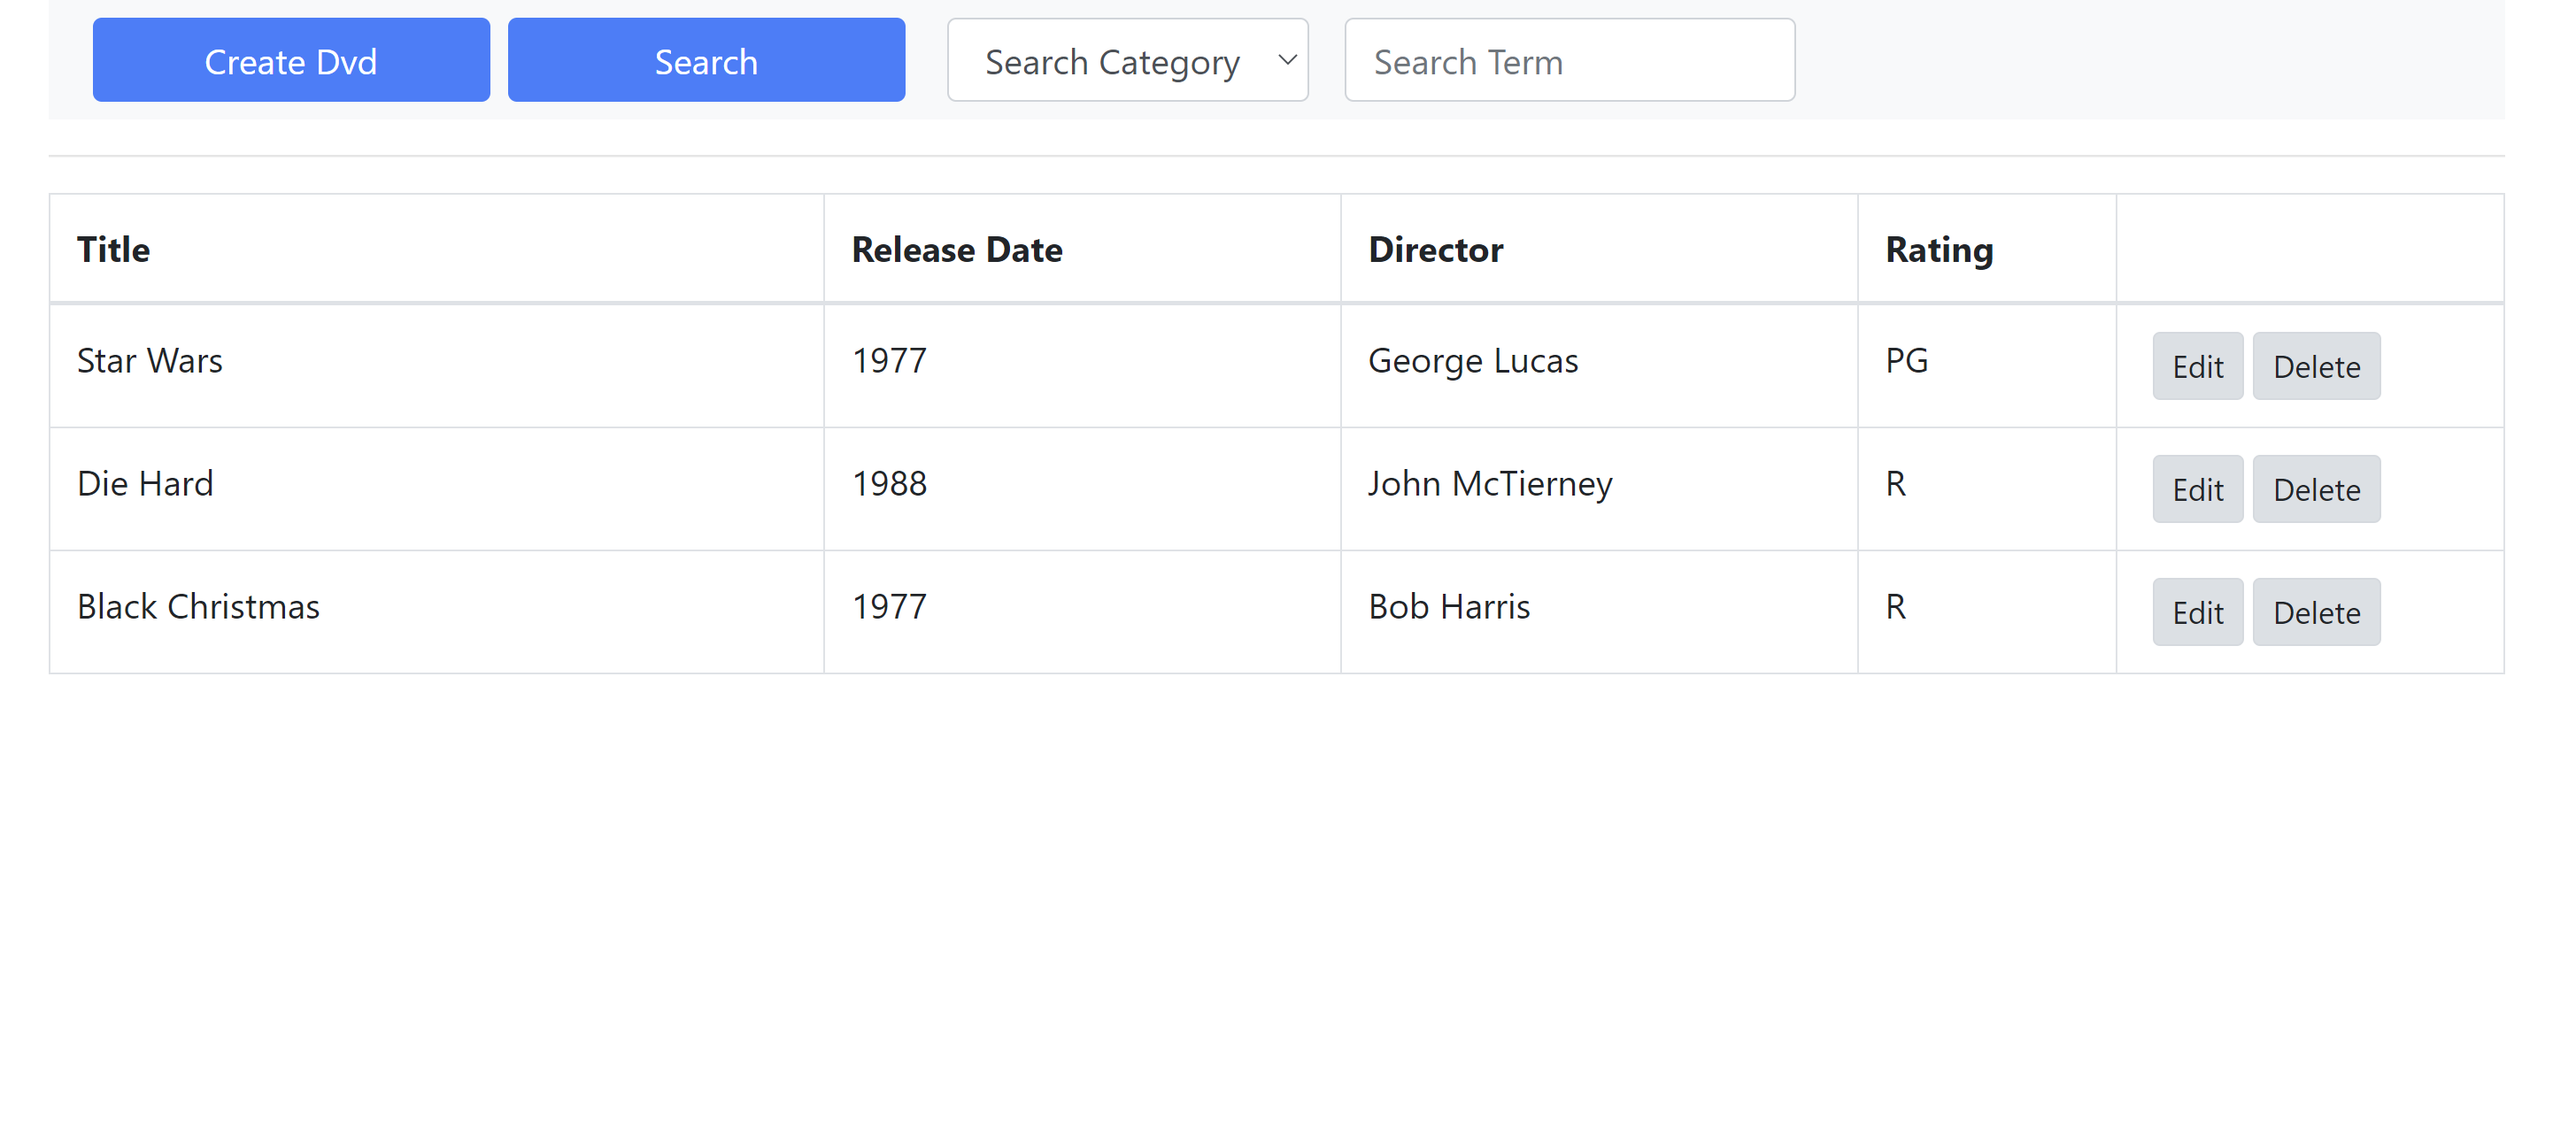 Create Dvd Search Search Category Search Term
Title Release Date Director Rating
Star Wars 1977 George Lucas PG Edit Delete
Die Hard 1988 John McTierney R Edit Delete
Black Christmas 1977 Bob Harris R Edit Delete